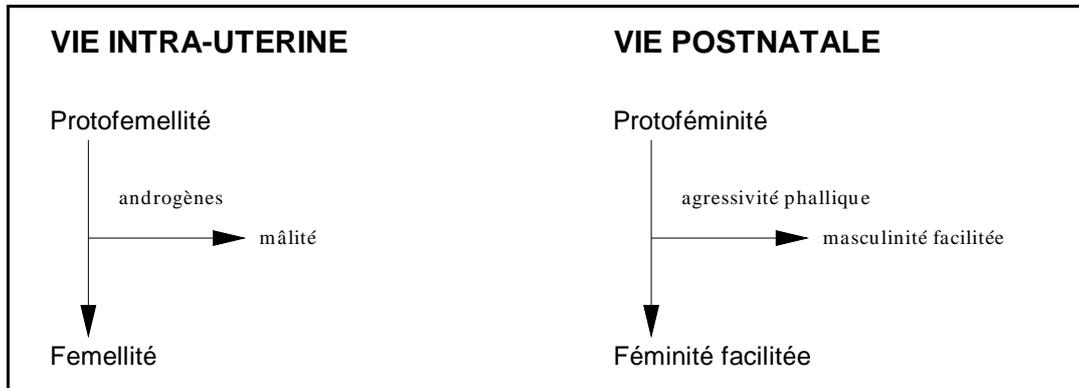 VIE INTRA-UTERINE
Protofemellité
androgènes
mâlité
Femellité
VIE POSTNATALE
Protoféminité
agressivité phallique
masculinité facilitée
Féminité facilitée